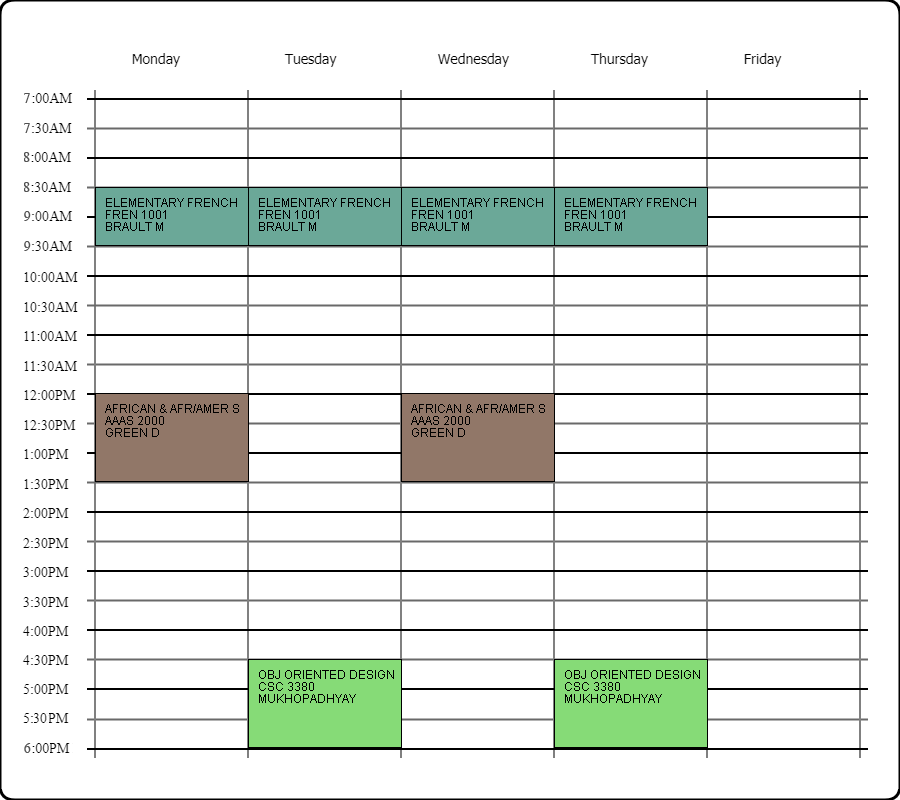 Monday Tuesday Wednesday Thursday Friday
7:00AM
7:30AM
8:00AM
8:30AM
ELEMENTARY FRENCH ELEMENTARY FRENCH ELEMENTARY FRENCH ELEMENTARY FRENCH
9:00AM FREN 1001 FREN 1001 FREN 1001 FREN 1001
BRAULT M BRAULT M BRAULT M BRAULT M
9:30AM
10:00AM
10:30AM
11:00AM
11:30AM
12:00PM
AFRICAN & AFR/AMER S AFRICAN & AFR/AMER S
12:30PM AAAS 2000 AAAS 2000
GREEN D GREEN D
1:00PM
1:30PM
2:00PM
2:30PM
3:00PM
3:30PM
4:00PM
4:30PM
OBJ ORIENTED DESIGN OBJ ORIENTED DESIGN
5:00PM CSC 3380 CSC 3380
MUKHOPADHYAY MUKHOPADHYAY
5:30PM
6:00PM